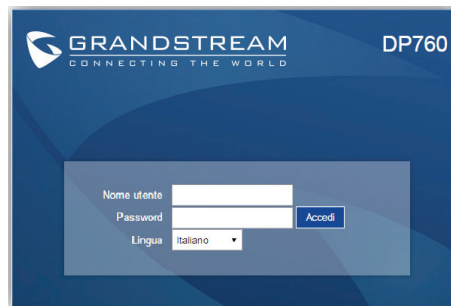 GRANDSTREAM
CONNECTING THE WORLD
DP760
Nome utente
Password
Accedi
Lingua
Italiano